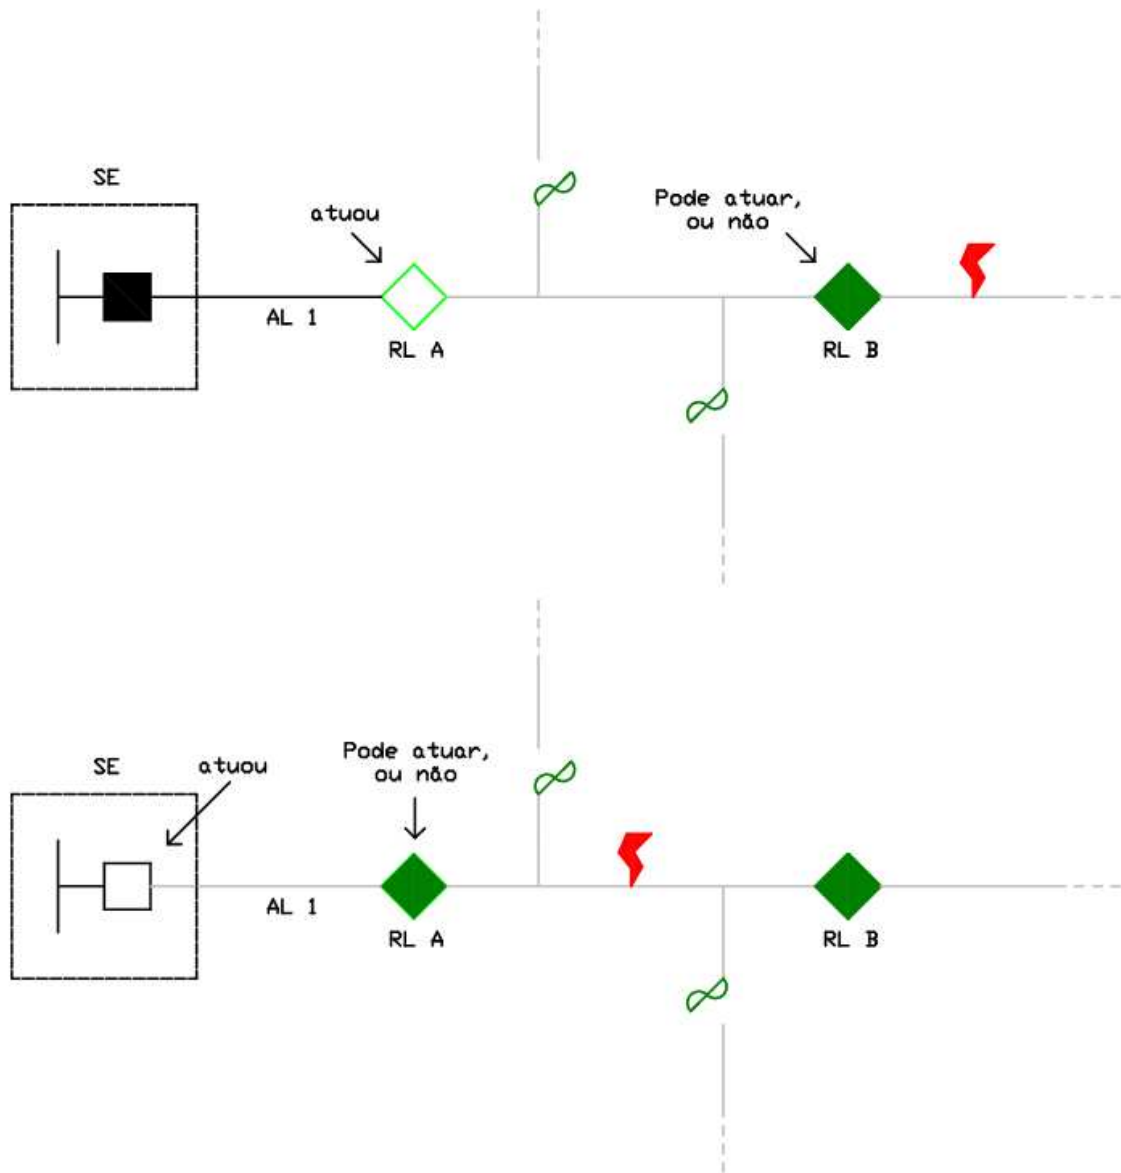 SE
atuou
Pode atuar,
ou não
AL 1
RL A
RL B
SE
atuou
Pode atuar,
ou não
AL 1
RL A
RL B